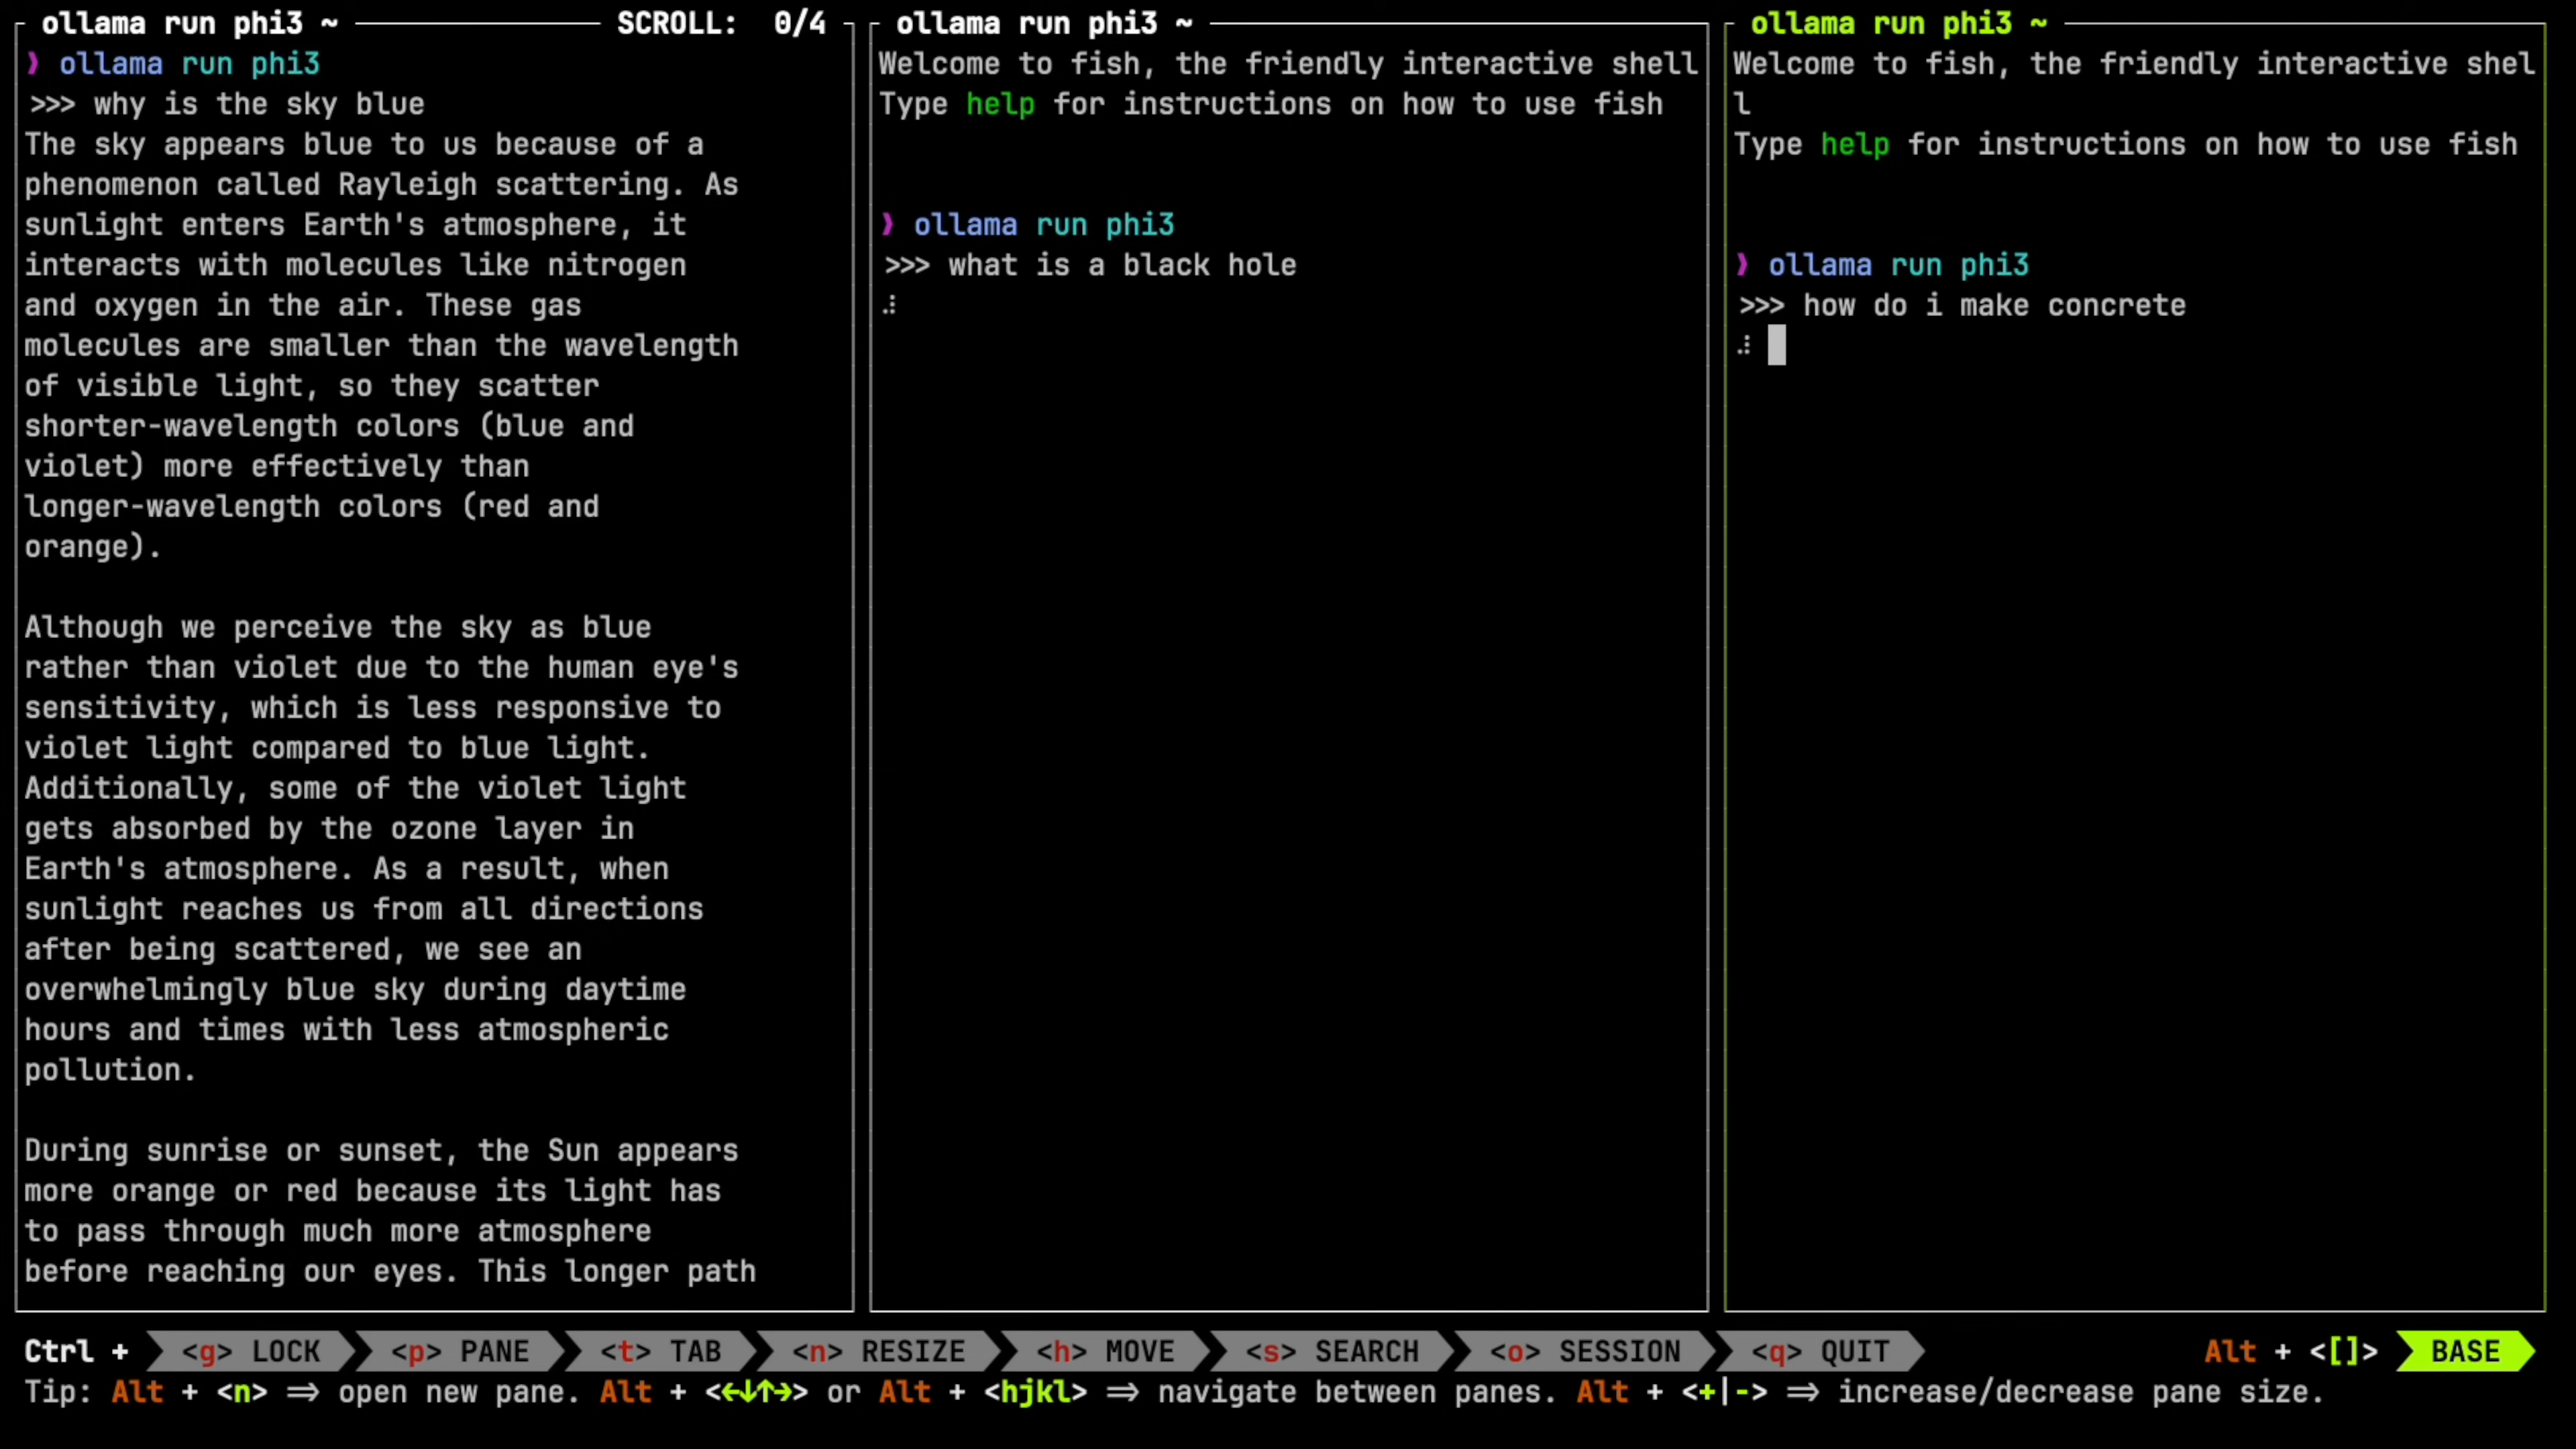 ollama run phi3 ~ SCROLL: 0/4
❯ ollama run phi3
>>> why is the sky blue
The sky appears blue to us because of a
phenomenon called Rayleigh scattering. As
sunlight enters Earth's atmosphere, it
interacts with molecules like nitrogen
and oxygen in the air. These gas
molecules are smaller than the wavelength
of visible light, so they scatter
shorter-wavelength colors (blue and
violet) more effectively than
longer-wavelength colors (red and
orange).

Although we perceive the sky as blue
rather than violet due to the human eye's
sensitivity, which is less responsive to
violet light compared to blue light.
Additionally, some of the violet light
gets absorbed by the ozone layer in
Earth's atmosphere. As a result, when
sunlight reaches us from all directions
after being scattered, we see an
overwhelmingly blue sky during daytime
hours and times with less atmospheric
pollution.

During sunrise or sunset, the Sun appears
more orange or red because its light has
to pass through much more atmosphere
before reaching our eyes. This longer path
ollama run phi3 ~
Welcome to fish, the friendly interactive shell
Type help for instructions on how to use fish
❯ ollama run phi3
>>> what is a black hole
ollama run phi3 ~
Welcome to fish, the friendly interactive shel
l
Type help for instructions on how to use fish
❯ ollama run phi3
>>> how do i make concrete
Ctrl + <g> LOCK <p> PANE <t> TAB <n> RESIZE <h> MOVE <s> SEARCH <o> SESSION <q> QUIT Alt + <[]> BASE
Tip: Alt + <n> ⇒ open new pane. Alt + <←↓↑→> or Alt + <hjkl> ⇒ navigate between panes. Alt + <+|-> ⇒ increase/decrease pane size.